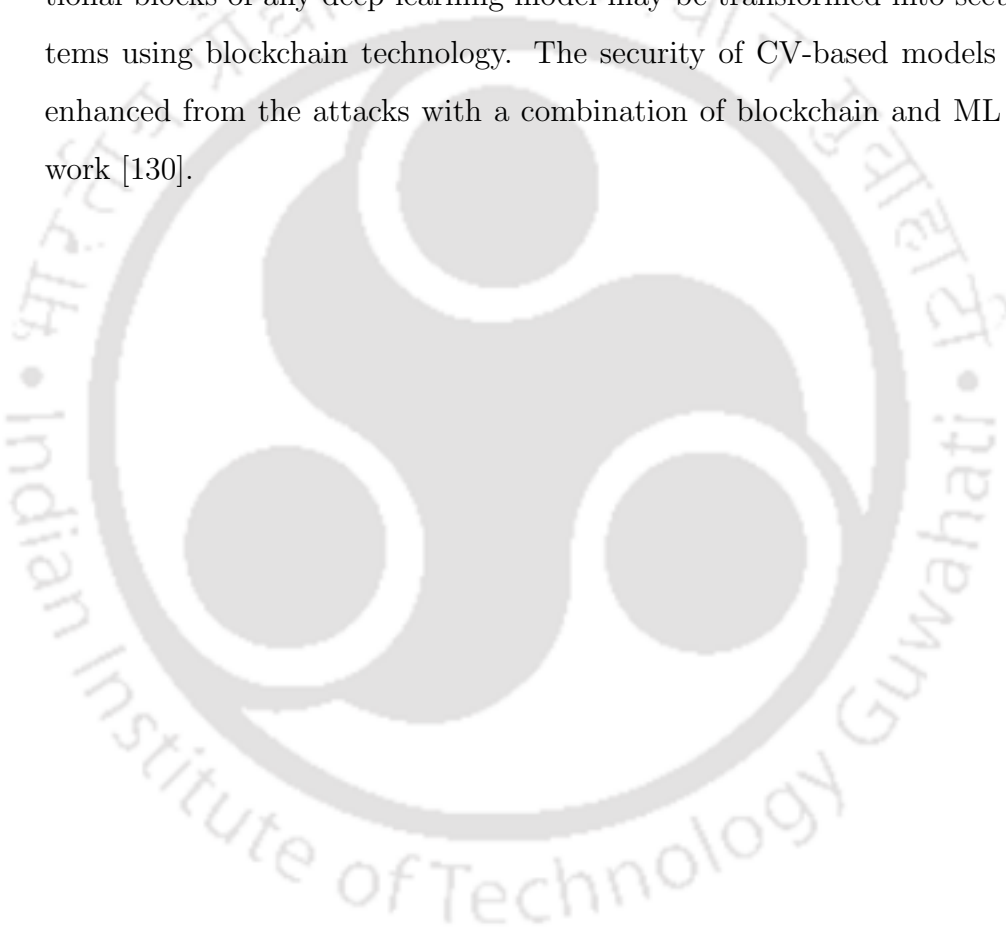 tional blocks of any deep learning model may be transformed into
tems using blockchain technology. The security of CV-based models
enhanced from the attacks with a combination of blockchain and ML
work [130].
भारतीय
गुवाहाटी
• Indian Institute of Technology Guwahati •